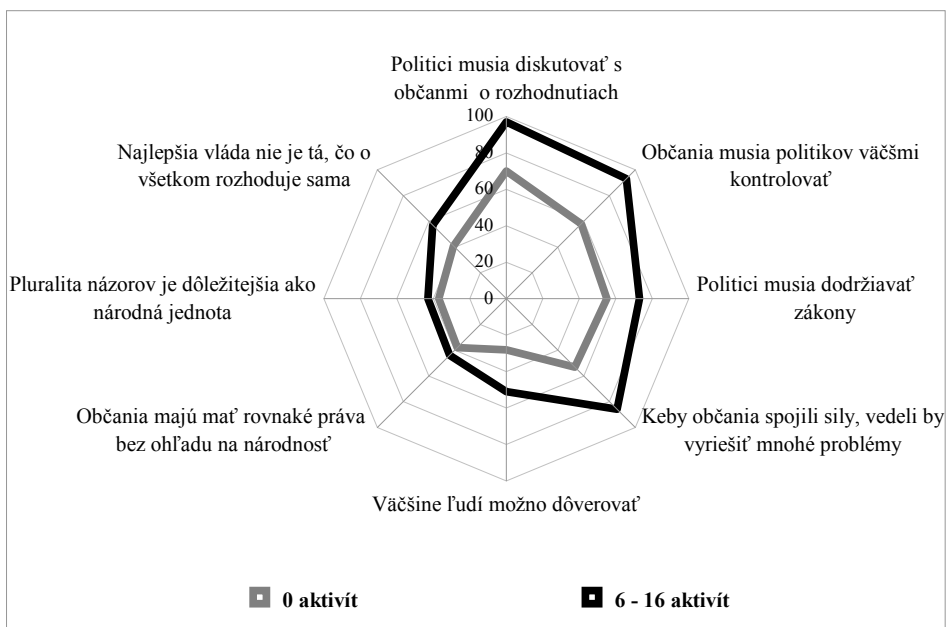 Politici musia diskutovať s
občanmi o rozhodnutiach
100
80
60
40
20
0
Občania musia politikov väčšmi
kontrolovať
Politici musia dodržiavať
zákony
Keby občania spojili sily, vedeli by
vyriešiť mnohé problémy
Väčšine ľudí možno dôverovať
Občania majú mať rovnaké práva
bez ohľadu na národnosť
Pluralita názorov je dôležitejšia ako
národná jednota
Najlepšia vláda nie je tá, čo o
všetkom rozhoduje sama
0 aktivít
6 - 16 aktivít